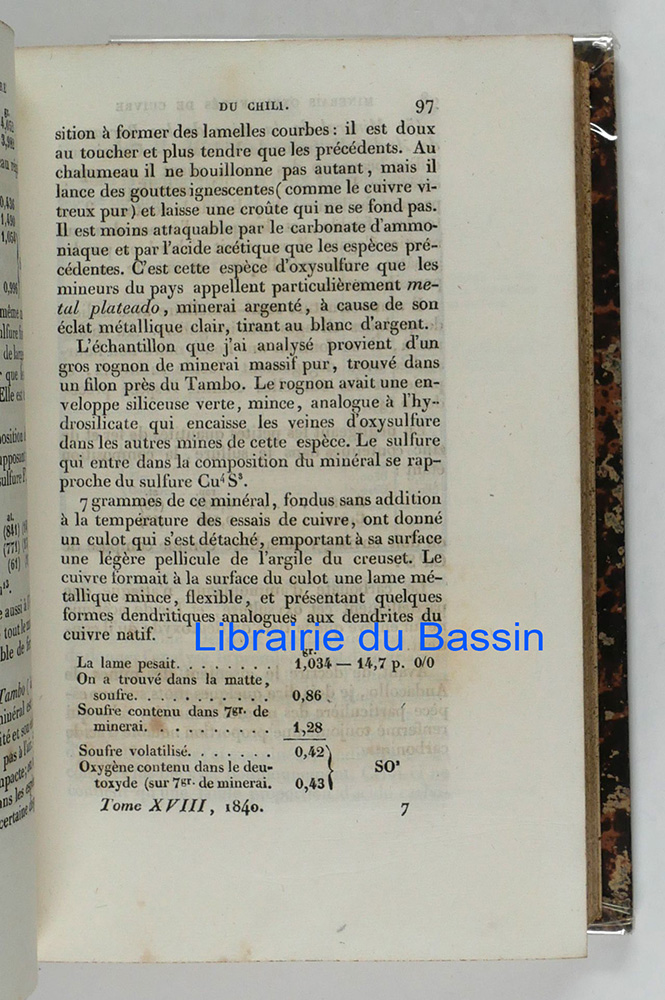 DU CHILI. 97
sition à former des lamelles courbes : il est doux
au toucher et plus tendre que les précédents. Au
chalumeau il ne bouillonne pas autant, mais il
lance des gouttes ignescentes (comme le cuivre vi-
treux pur) et laisse une croûte qui ne se fond pas.
Il est moins attaquable par le carbonate d'ammo-
niaque et par l'acide acétique que les espèces pré-
cédentes. C'est cette espèce d'oxysulfure que les
mineurs du pays appellent particulièrement me-
tal plateado, minerai argenté, à cause de son
éclat métallique clair, tirant au blanc d'argent.
L'échantillon que j'ai analysé provient d'un
gros rognon de minerai massif pur, trouvé dans
un filon près du Tambo. Le rognon avait une en-
veloppe siliceuse verte, mince, analogue à l'hy-
drosilicate qui encaisse les veines d'oxysulfure
dans les autres mines de cette espèce. Le sulfure
qui entre dans la composition du minéral se rap-
proche du sulfure Cu⁴ S³.
7 grammes de ce minéral, fondus sans addition
à la température des essais de cuivre, ont donné
un culot qui s'est détaché, emportant à sa surface
une légère pellicule de l'argile du creuset. Le
cuivre formait à la surface du culot une lame mé-
tallique mince, flexible, et présentant quelques
formes dendritiques analogues aux dendrites du
cuivre natif.
Librairie du Bassin
gr.
La lame pesait. . . . . . . . 1,034 — 14,7 p. 0/0
On a trouvé dans la matte,
soufre. . . . . . . . . . . 0,86
Soufre contenu dans 7gr. de
minerai. . . . . . . . . . 1,28
Soufre volatilisé. . . . . . . 0,42
Oxygène contenu dans le deu- } SO²
toxyde (sur 7gr. de minerai. 0,43
Tome XVIII, 1840. 7